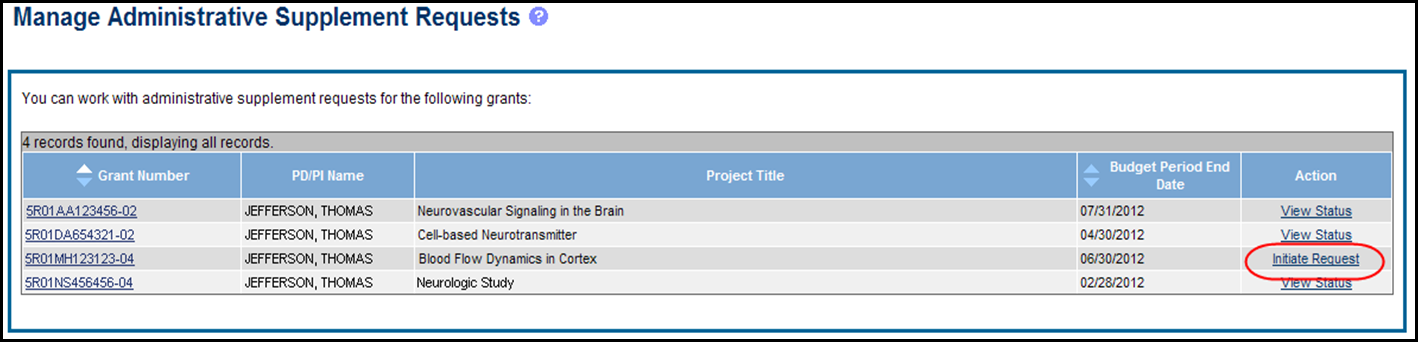 Manage Administrative Supplement Requests ?
You can work with administrative supplement requests for the following grants:
4 records found, displaying all records.
Grant Number PD/PI Name Project Title Budget Period End Date Action
5R01AA123456-02 JEFFERSON, THOMAS Neurovascular Signaling in the Brain 07/31/2012 View Status
5R01DA654321-02 JEFFERSON, THOMAS Cell-based Neurotransmitter 04/30/2012 View Status
5R01MH123123-04 JEFFERSON, THOMAS Blood Flow Dynamics in Cortex 06/30/2012 Initiate Request
5R01NS456456-04 JEFFERSON, THOMAS Neurologic Study 02/28/2012 View Status